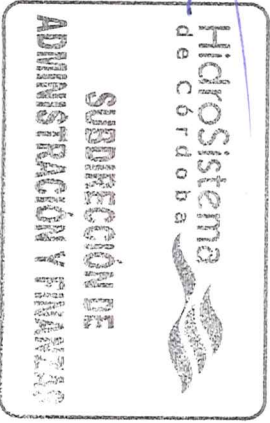 HidroSistema
de Córdoba
SUBDIRECCIÓN DE
ADMINISTRACIÓN Y FINANZAS